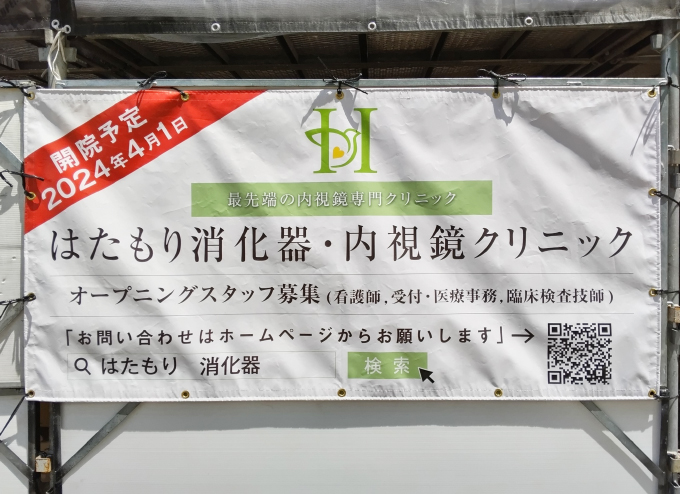 開院予定
2024年4月1日
H
最先端の内視鏡専門クリニック
はたもり消化器・内視鏡クリニック
オープニングスタッフ募集(看護師,受付・医療事務,臨床検査技師)
「お問い合わせはホームページからお願いします」→
はたもり 消化器 検索